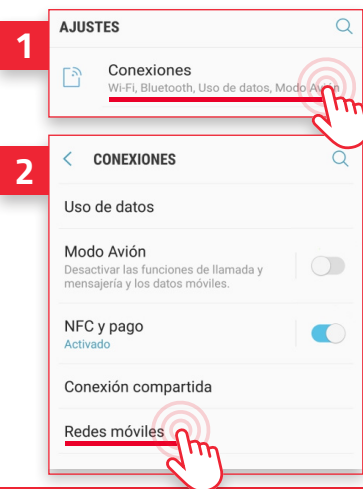 1
AJUSTES
Conexiones
Wi-Fi, Bluetooth, Uso de datos, Modo Avión
2
CONEXIONES
Uso de datos
Modo Avión
Desactivar las funciones de llamada y
mensajería y los datos móviles.
NFC y pago
Activado
Conexión compartida
Redes móviles